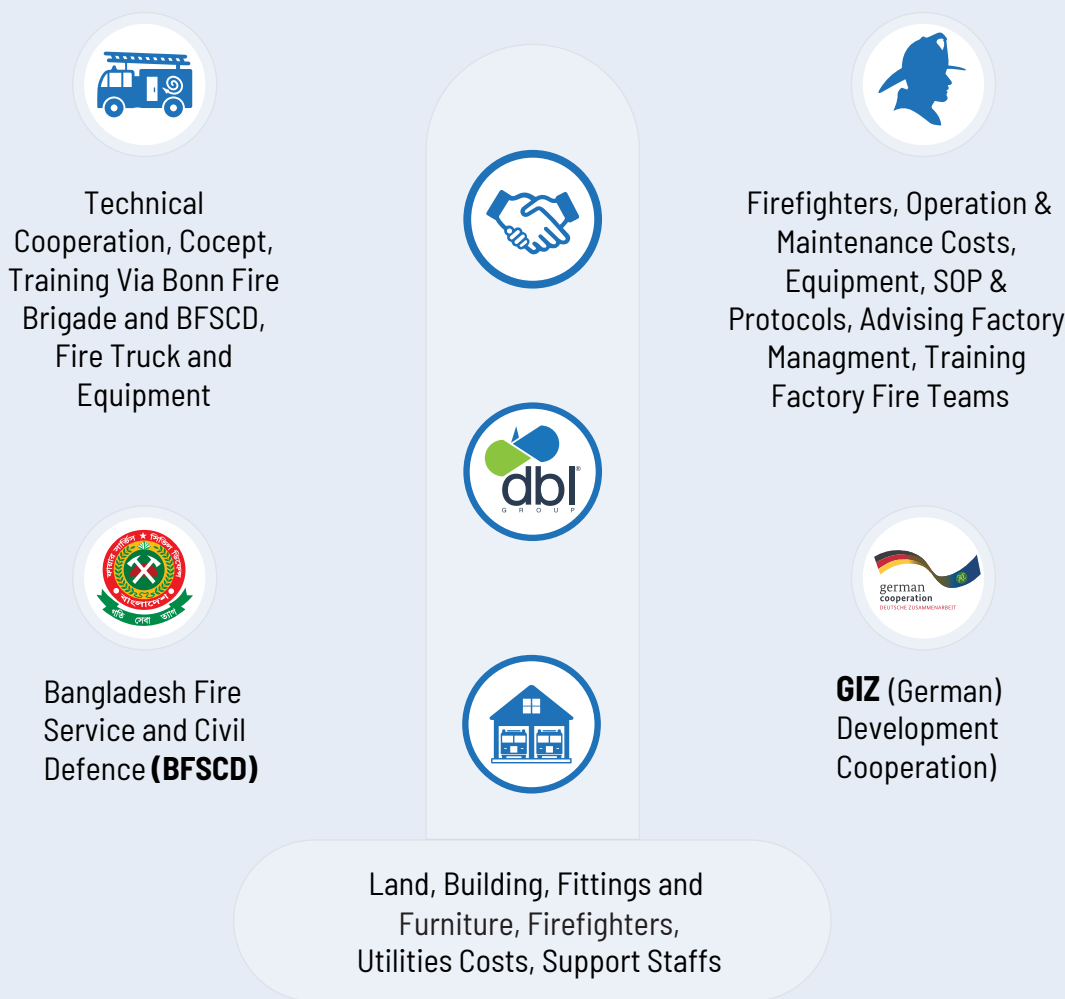 Technical
Cooperation, Cocept,
Training Via Bonn Fire
Brigade and BFSCD,
Fire Truck and
Equipment
Firefighters, Operation &
Maintenance Costs,
Equipment, SOP &
Protocols, Advising Factory
Managment, Training
Factory Fire Teams
dbl®
GROUP
ফায়ার সার্ভিস ★ সিভিল ডিফেন্স
বাংলাদেশ
গতি সেবা ত্যাগ
german
cooperation
DEUTSCHE ZUSAMMENARBEIT
Bangladesh Fire
Service and Civil
Defence (BFSCD)
GIZ (German)
Development
Cooperation)
Land, Building, Fittings and
Furniture, Firefighters,
Utilities Costs, Support Staffs